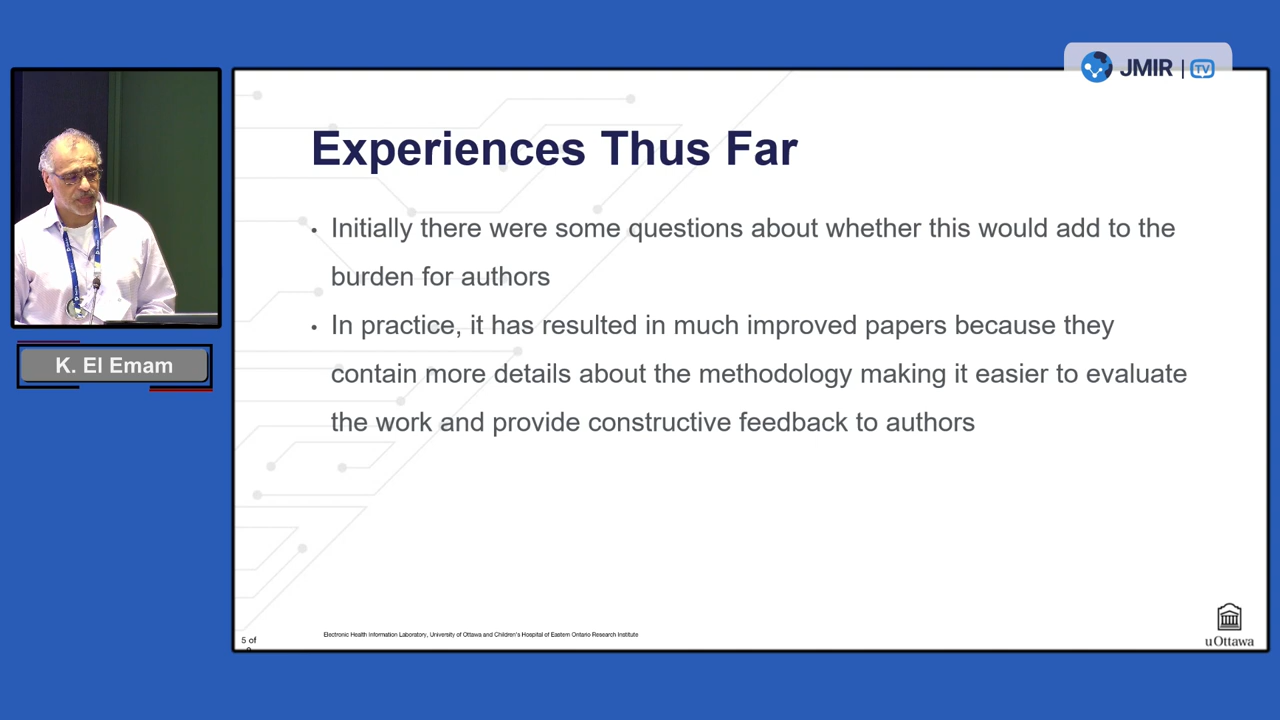 JMIR | TV
Experiences Thus Far
• Initially there were some questions about whether this would add to the
burden for authors
• In practice, it has resulted in much improved papers because they
contain more details about the methodology making it easier to evaluate
the work and provide constructive feedback to authors
K. El Emam
5 of
Electronic Health Information Laboratory, University of Ottawa and Children's Hospital of Eastern Ontario Research Institute
uOttawa